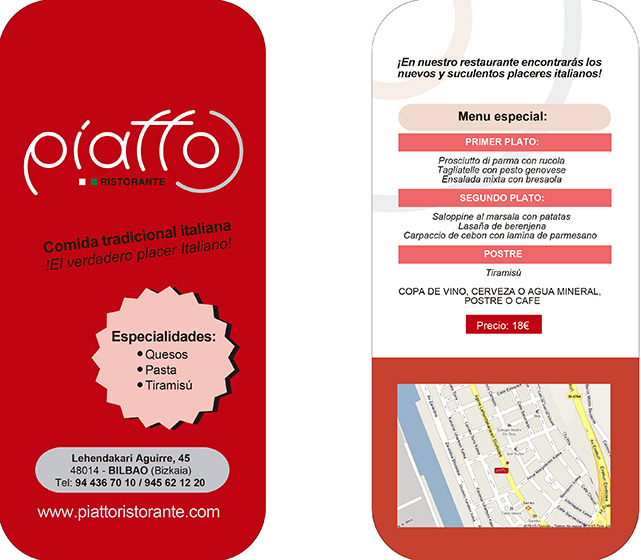 píatto
RISTORANTE
Comida tradicional italiana
!El verdadero placer Italiano!
Especialidades:
• Quesos
• Pasta
• Tiramisú
Lehendakari Aguirre, 45
48014 - BILBAO (Bizkaia)
Tel: 94 436 70 10 / 945 62 12 20
www.piattoristorante.com
¡En nuestro restaurante encontrarás los
nuevos y suculentos placeres italianos!
Menu especial:
PRIMER PLATO:
Prosciutto di parma con rucola
Tagliatelle con pesto genovese
Ensalada mixta con bresaola
SEGUNDO PLATO:
Saloppine al marsala con patatas
Lasaña de berenjena
Carpaccio de cebon con lamina de parmesano
POSTRE
Tiramisú
COPA DE VINO, CERVEZA O AGUA MINERAL,
POSTRE O CAFE
Precio: 18€